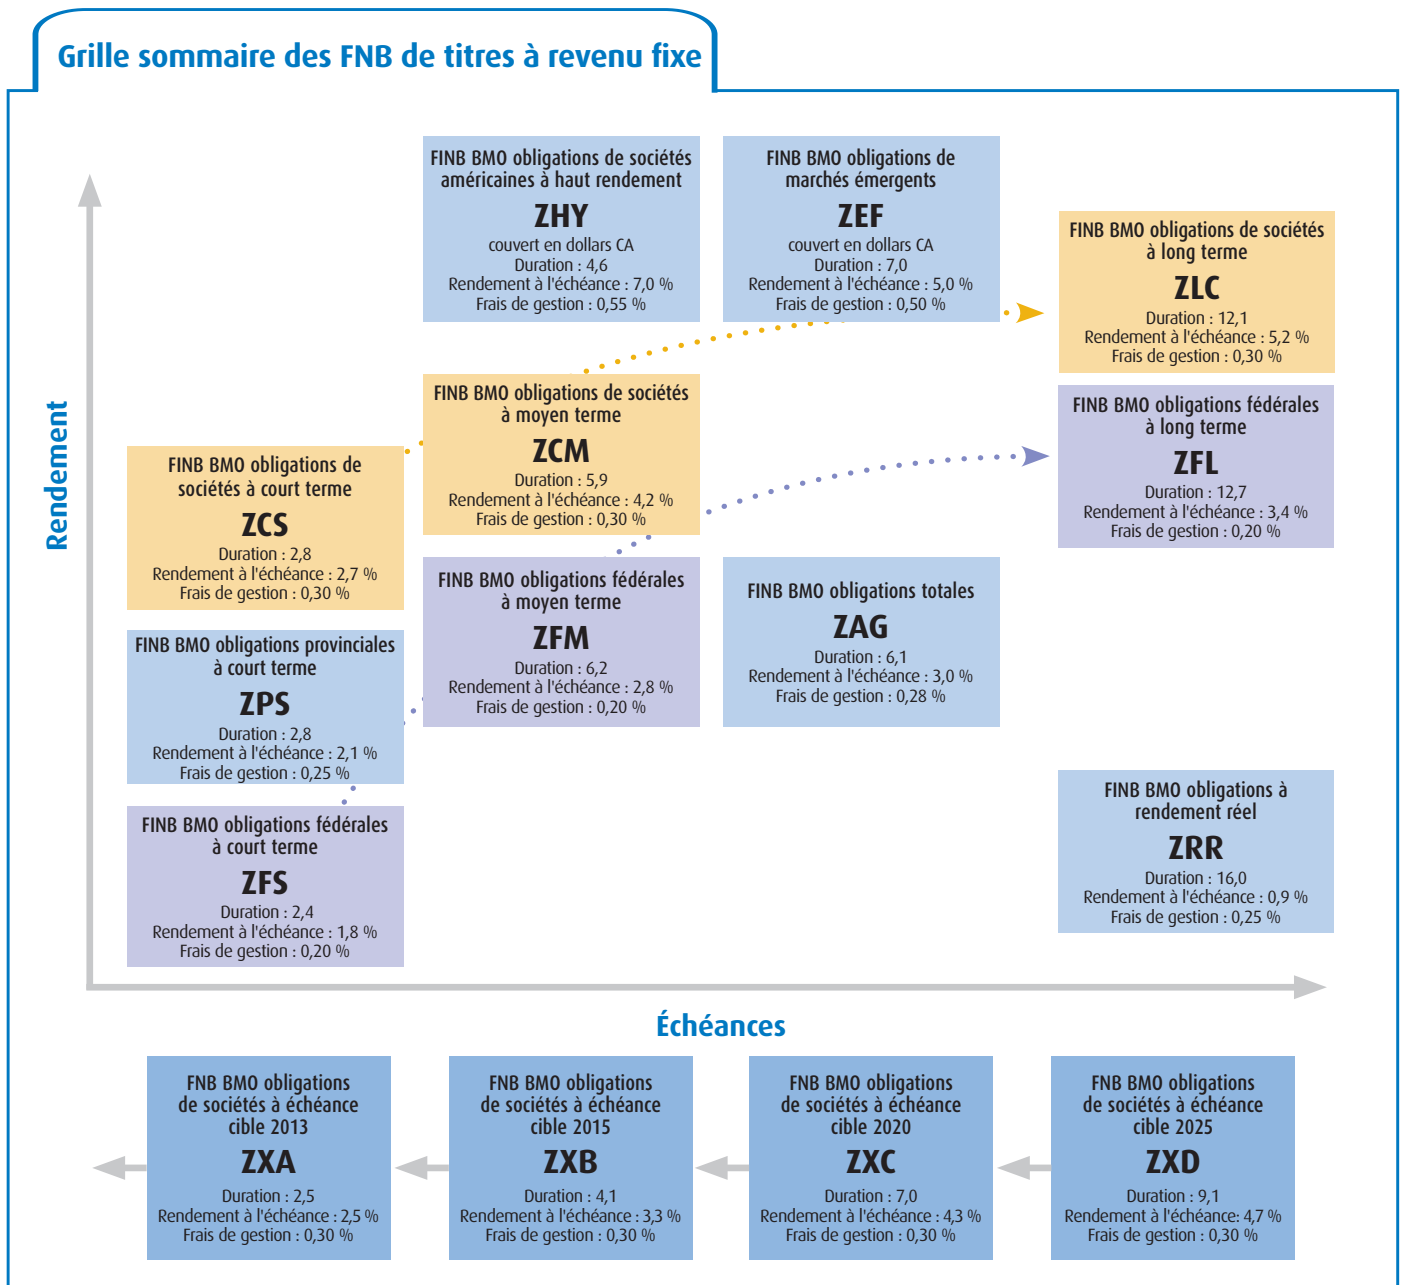 Grille sommaire des FNB de titres à revenu fixe
FINB BMO obligations de sociétés
américaines à haut rendement
ZHY
couvert en dollars CA
Duration : 4,6
Rendement à l'échéance : 7,0 %
Frais de gestion : 0,55 %
FINB BMO obligations de
marchés émergents
ZEF
couvert en dollars CA
Duration : 7,0
Rendement à l'échéance : 5,0 %
Frais de gestion : 0,50 %
FINB BMO obligations de sociétés
à long terme
ZLC
Duration : 12,1
Rendement à l'échéance : 5,2 %
Frais de gestion : 0,30 %
Rendement
FINB BMO obligations de
sociétés à court terme
ZCS
Duration : 2,8
Rendement à l'échéance : 2,7 %
Frais de gestion : 0,30 %
FINB BMO obligations de sociétés
à moyen terme
ZCM
Duration : 5,9
Rendement à l'échéance : 4,2 %
Frais de gestion : 0,30 %
FINB BMO obligations fédérales
à long terme
ZFL
Duration : 12,7
Rendement à l'échéance : 3,4 %
Frais de gestion : 0,20 %
FINB BMO obligations provinciales
à court terme
ZPS
Duration : 2,8
Rendement à l'échéance : 2,1 %
Frais de gestion : 0,25 %
FINB BMO obligations fédérales
à moyen terme
ZFM
Duration : 6,2
Rendement à l'échéance : 2,8 %
Frais de gestion : 0,20 %
FINB BMO obligations totales
ZAG
Duration : 6,1
Rendement à l'échéance : 3,0 %
Frais de gestion : 0,28 %
FINB BMO obligations fédérales
à court terme
ZFS
Duration : 2,4
Rendement à l'échéance : 1,8 %
Frais de gestion : 0,20 %
FINB BMO obligations à
rendement réel
ZRR
Duration : 16,0
Rendement à l'échéance : 0,9 %
Frais de gestion : 0,25 %
Échéances
FNB BMO obligations
de sociétés à échéance
cible 2013
ZXA
Duration : 2,5
Rendement à l'échéance : 2,5 %
Frais de gestion : 0,30 %
FNB BMO obligations
de sociétés à échéance
cible 2015
ZXB
Duration : 4,1
Rendement à l'échéance : 3,3 %
Frais de gestion : 0,30 %
FNB BMO obligations
de sociétés à échéance
cible 2020
ZXC
Duration : 7,0
Rendement à l'échéance : 4,3 %
Frais de gestion : 0,30 %
FNB BMO obligations
de sociétés à échéance
cible 2025
ZXD
Duration : 9,1
Rendement à l'échéance: 4,7 %
Frais de gestion : 0,30 %